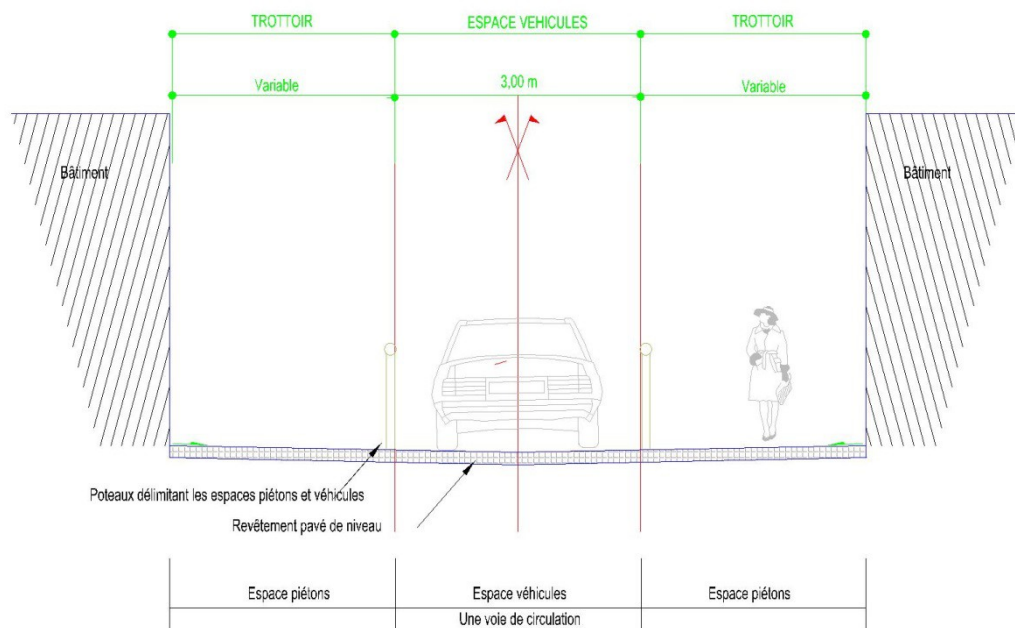 TROTTOIR
ESPACE VEHICULES
TROTTOIR
Variable
3,00 m
Variable
Bâtiment
Bâtiment
Poteaux délimitant les espaces piétons et véhicules
Revêtement pavé de niveau
Espace piétons
Espace véhicules
Espace piétons
Une voie de circulation